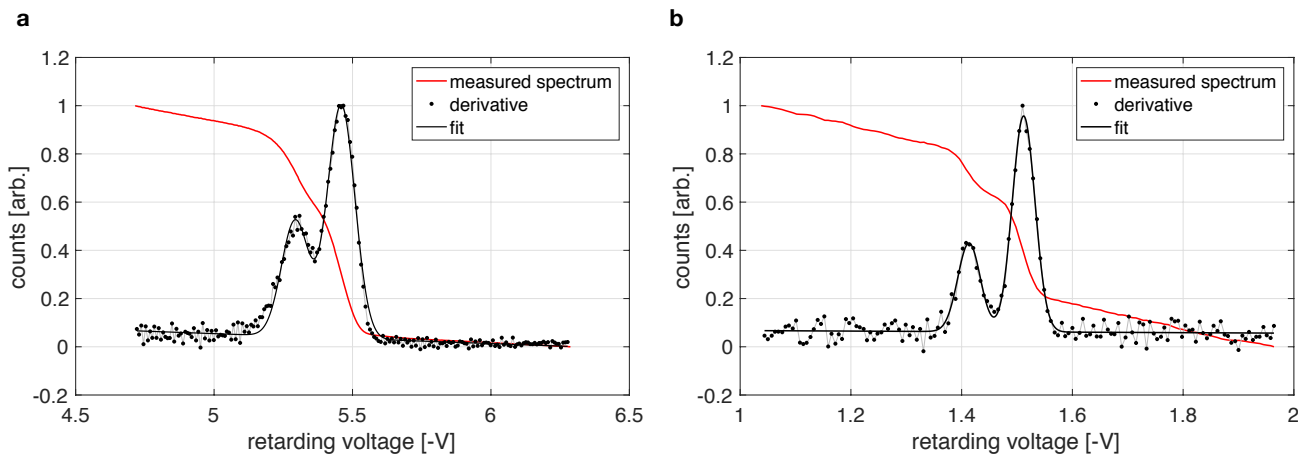 a
1.2
1
0.8
0.6
0.4
0.2
0
-0.2
counts [arb.]
measured spectrum
derivative
fit
4.5 5 5.5 6 6.5
retarding voltage [-V]
b
1.2
1
0.8
0.6
0.4
0.2
0
-0.2
counts [arb.]
measured spectrum
derivative
fit
1 1.2 1.4 1.6 1.8 2
retarding voltage [-V]